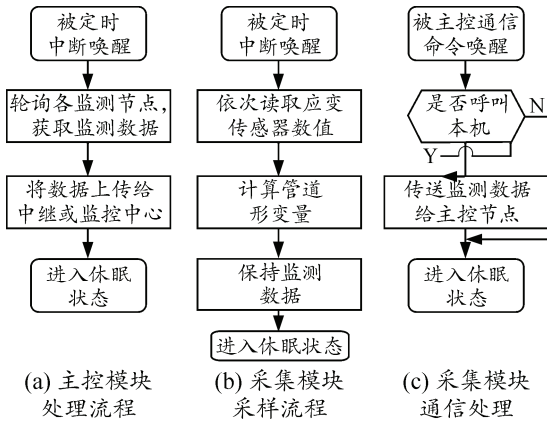 被定时
中断唤醒
轮询各监测节点,
获取监测数据
将数据上传给
中继或监控中心
进入休眠
状态
(a) 主控模块
处理流程
被定时
中断唤醒
依次读取应变
传感器数值
计算管道
形变量
保持监测
数据
进入休眠状态
(b) 采集模块
采样流程
被主控通信
命令唤醒
是否呼叫
本机
N
Y
传送监测数据
给主控节点
进入休眠
状态
(c) 采集模块
通信处理